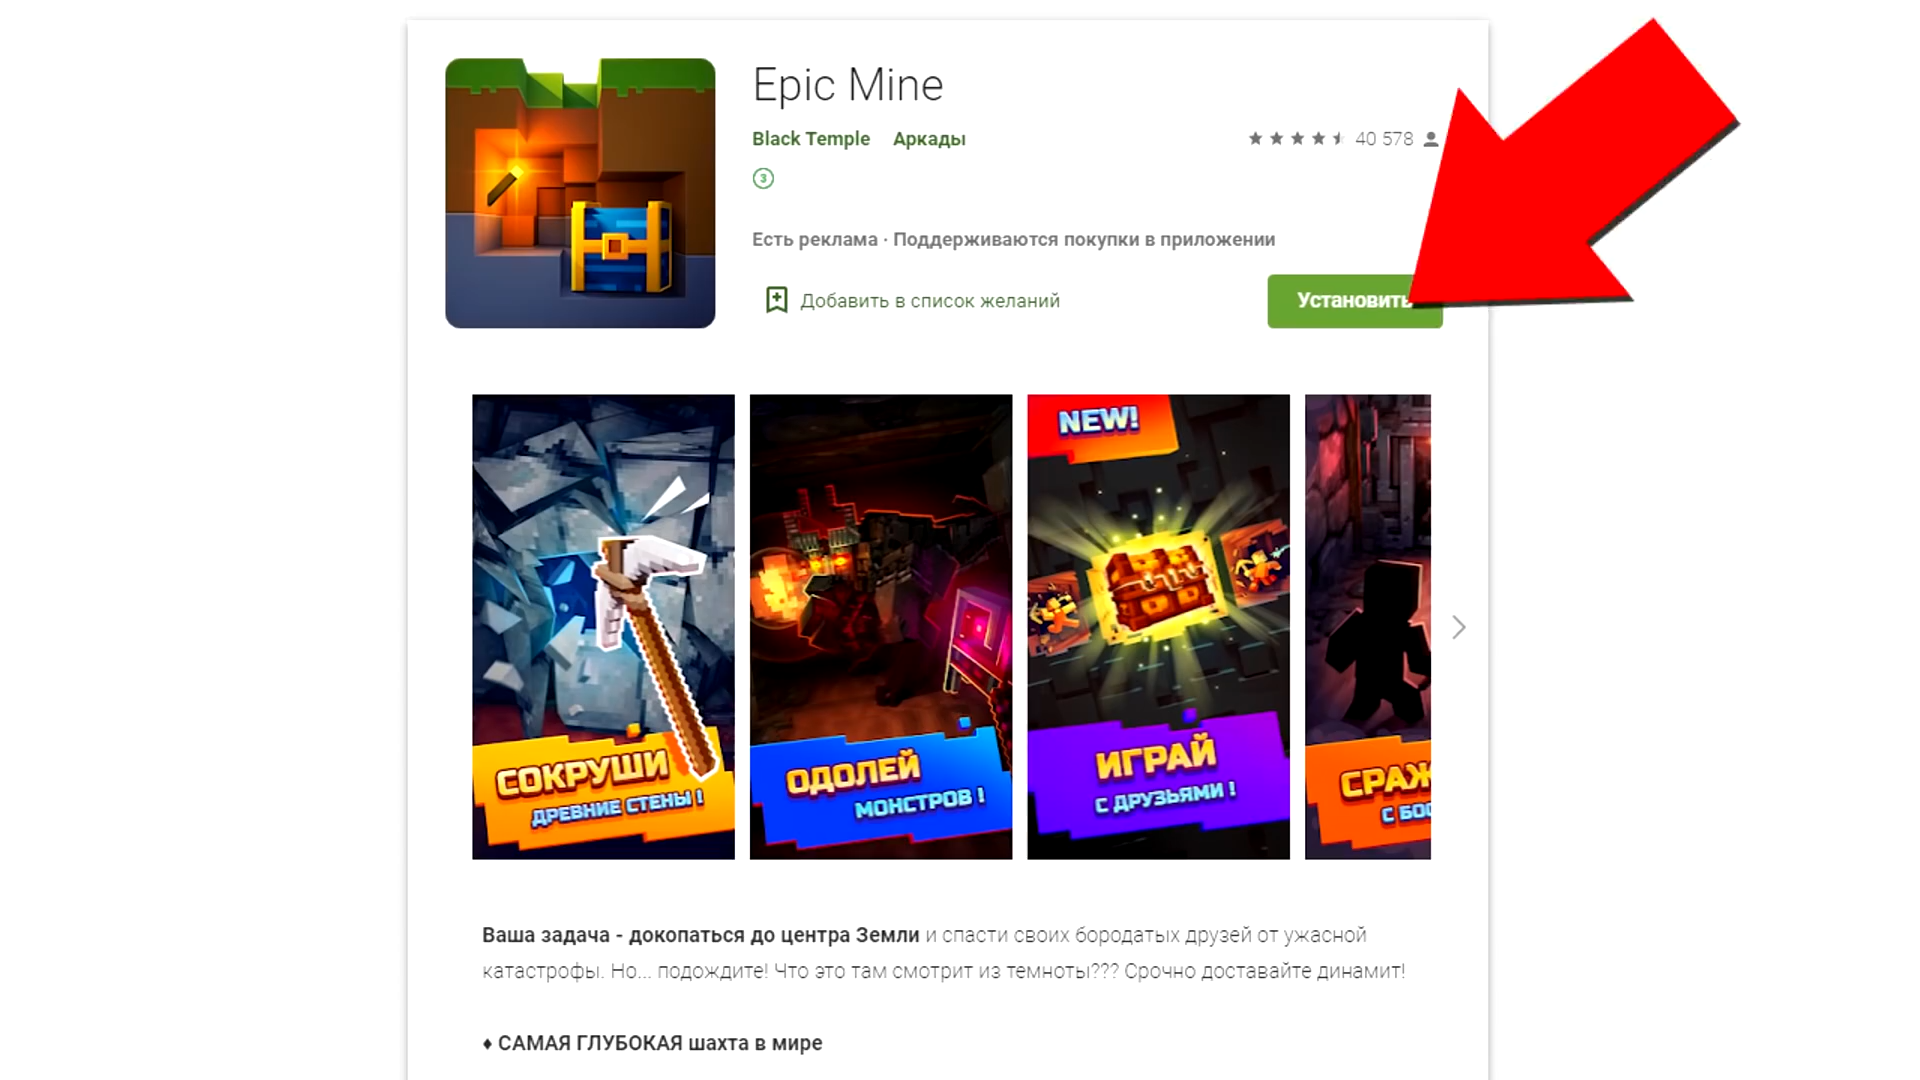 Epic Mine
Black Temple Аркады
40 578
3
Есть реклама · Поддерживаются покупки в приложении
Добавить в список желаний
Установить
СОКРУШИ
ДРЕВНИЕ СТЕНЫ !
ОДОЛЕЙ
МОНСТРОВ !
NEW!
ИГРАЙ
С ДРУЗЬЯМИ !
СРАЖ
С БОС
Ваша задача - докопаться до центра Земли и спасти своих бородатых друзей от ужасной
катастрофы. Но... подождите! Что это там смотрит из темноты??? Срочно доставайте динамит!
♦ САМАЯ ГЛУБОКАЯ шахта в мире